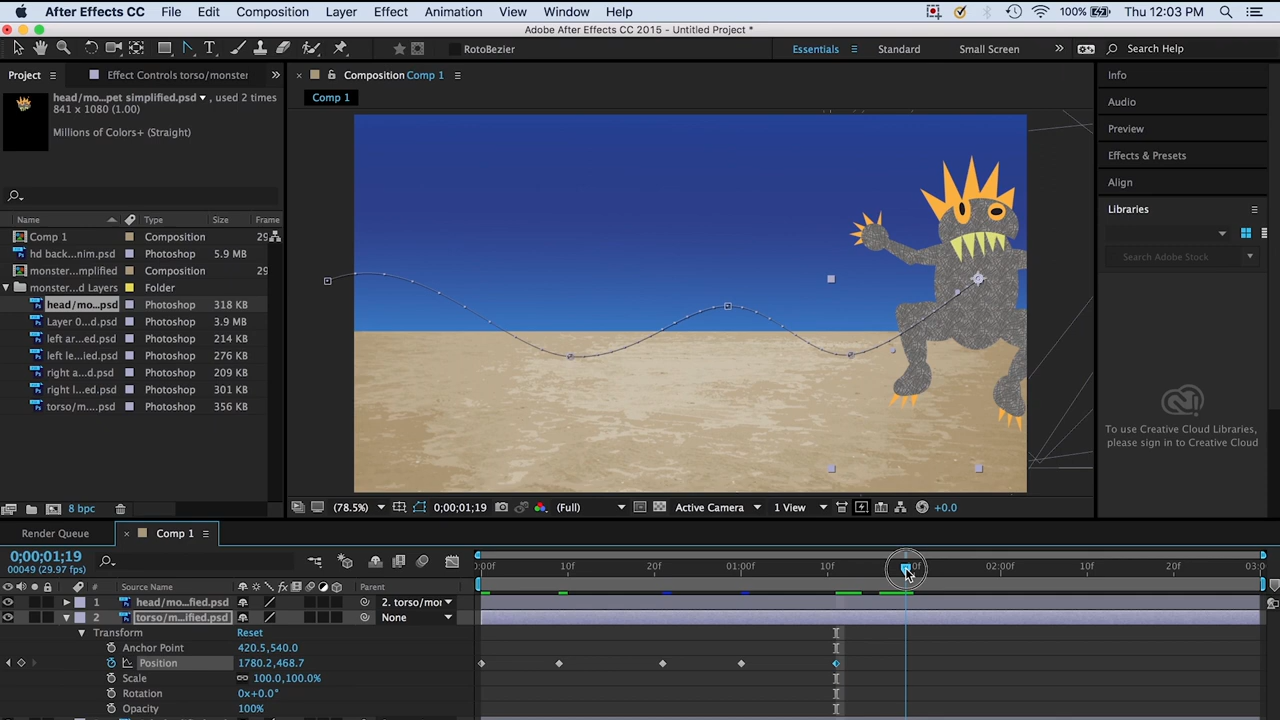 After Effects CC File Edit Composition Layer Effect Animation View Window Help 100% Thu 12:03 PM
Adobe After Effects CC 2015 - Untitled Project *
RotoBezier Essentials Standard Small Screen Search Help
Project Effect Controls torso/monster
Composition Comp 1
Comp 1
head/mo...pet simplified.psd, used 2 times
841 x 1080 (1.00)
Millions of Colors+ (Straight)
Name Type Size Frame
Comp 1 Composition 29
hd back...nim.psd Photoshop 5.9 MB
monster...mplified Composition 29
monster...d Layers Folder
head/mo...psd Photoshop 318 KB
Layer 0...d.psd Photoshop 3.9 MB
left ar...ed.psd Photoshop 214 KB
left le...ied.psd Photoshop 276 KB
right a...d.psd Photoshop 209 KB
right l...ed.psd Photoshop 301 KB
torso/m....psd Photoshop 356 KB
8 bpc
(78.5%) 0;00;01;19 (Full) Active Camera 1 View +0.0
Info
Audio
Preview
Effects & Presets
Align
Libraries
Search Adobe Stock
To use Creative Cloud Libraries,
please sign in to Creative Cloud
Render Queue Comp 1
0;00;01;19
00049 (29.97 fps)
10f 20f 01:00f 10f 02:00f 10f 20f 03:0
# Source Name Parent
1 head/mo...fied.psd 2. torso/mor
2 torso/m...ified.psd None
Transform Reset
Anchor Point 420.5,540.0
Position 1780.2,468.7
Scale 100.0,100.0%
Rotation 0x+0.0°
Opacity 100%